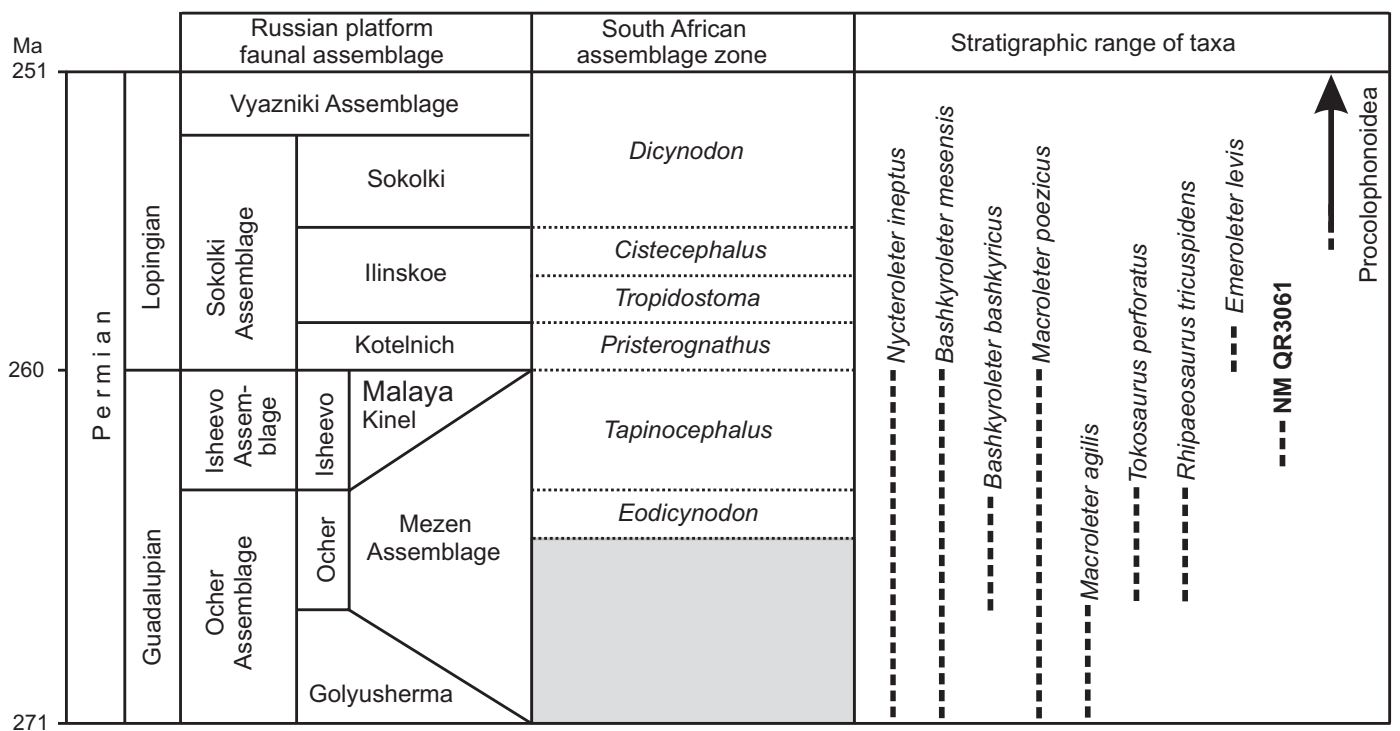 Ma
Russian platform
faunal assemblage
South African
assemblage zone
Stratigraphic range of taxa
251
260
271
Permian
Lopingian
Guadalupian
Vyazniki Assemblage
Sokolki
Assemblage
Sokolki
Ilinskoe
Kotelnich
Isheevo
Assem-
blage
Isheevo
Malaya
Kinel
Ocher
Assemblage
Ocher
Mezen
Assemblage
Golyusherma
Dicynodon
Cistecephalus
Tropidostoma
Pristerognathus
Tapinocephalus
Eodicynodon
Nycteroleter ineptus
Bashkyroleter mesensis
Bashkyroleter bashkyricus
Macroleter poezicus
Macroleter agilis
Tokosaurus perforatus
Rhipaeosaurus tricuspidens
Emeroleter levis
NM QR3061
Procolophonoidea